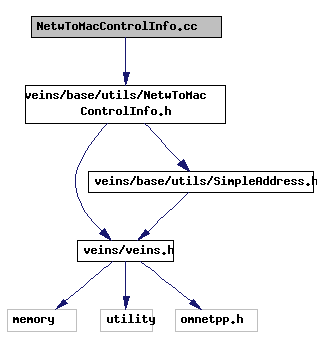 NetwToMacControlInfo.cc
veins/base/utils/NetwToMac
ControlInfo.h
veins/base/utils/SimpleAddress.h
veins/veins.h
memory
utility
omnetpp.h